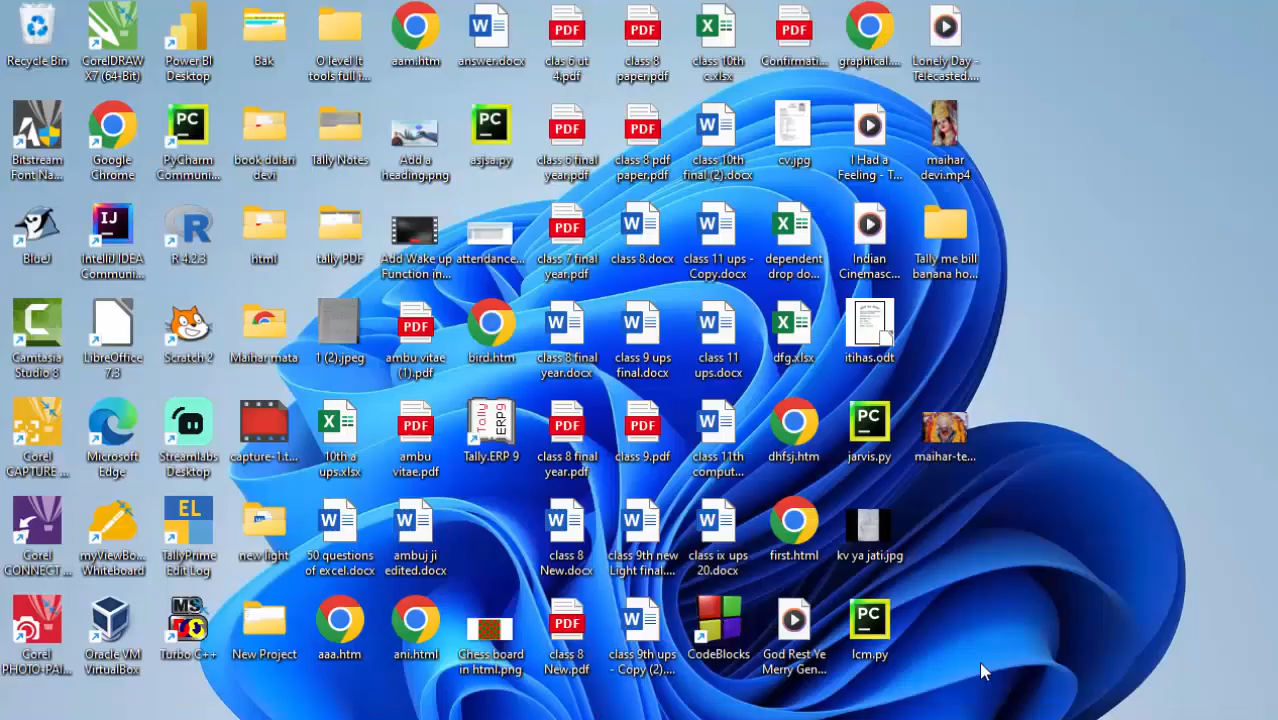 Recycle Bin
CorelDRAW
X7 (64-Bit)
Power BI
Desktop
Bak
O level it
tools full f...
aam.htm
answer.docx
clas 6 ut
4.pdf
class 8
paper.pdf
class 10th
c.xlsx
Confirmati...
graphical....
Lonely Day -
Telecasted....
Bitstream
Font Na...
Google
Chrome
PyCharm
Communi...
book dulari
devi
Tally Notes
Add a
heading.png
asjsa.py
class 6 final
year.pdf
class 8 pdf
paper.pdf
class 10th
final (2).docx
cv.jpg
I Had a
Feeling - T...
maihar
devi.mp4
BlueJ
IntelliJ IDEA
Communi...
R 4.2.3
html
tally PDF
Add Wake up
Function in...
attendance...
class 7 final
year.pdf
class 8.docx
class 11 ups -
Copy.docx
dependent
drop do...
Indian
Cinemasc...
Tally me bill
banana ho...
Camtasia
Studio 8
LibreOffice
7.3
Scratch 2
Maihar mata
1 (2).jpeg
ambu vitae
(1).pdf
bird.htm
class 8 final
year.docx
class 9 ups
final.docx
class 11
ups.docx
dfg.xlsx
itihas.odt
Corel
CAPTURE ...
Microsoft
Edge
Streamlabs
Desktop
capture-1.t...
10th a
ups.xlsx
ambu
vitae.pdf
Tally
ERP9
Tally.ERP 9
class 8 final
year.pdf
class 9.pdf
class 11th
comput...
dhfsj.htm
jarvis.py
maihar-te...
Corel
CONNECT ...
myViewBo...
Whiteboard
EL
TallyPrime
Edit Log
new light
50 questions
of excel.docx
ambuj ji
edited.docx
class 8
New.docx
class 9th new
Light final....
class ix ups
20.docx
first.html
kv ya jati.jpg
Corel
PHOTO-PAI...
Oracle VM
VirtualBox
Turbo C++
New Project
aaa.htm
ani.html
Chess board
in html.png
class 8
New.pdf
class 9th ups
- Copy (2)....
CodeBlocks
God Rest Ye
Merry Gen...
lcm.py